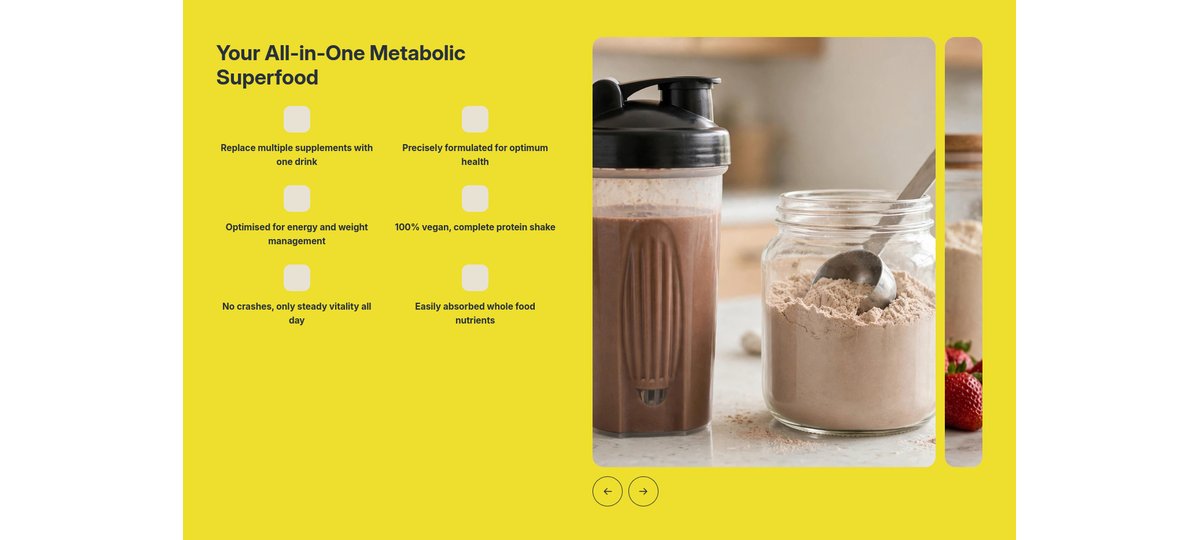 Your All-in-One Metabolic
Superfood
Replace multiple supplements with
one drink
Precisely formulated for optimum
health
Optimised for energy and weight
management
100% vegan, complete protein shake
No crashes, only steady vitality all
day
Easily absorbed whole food
nutrients